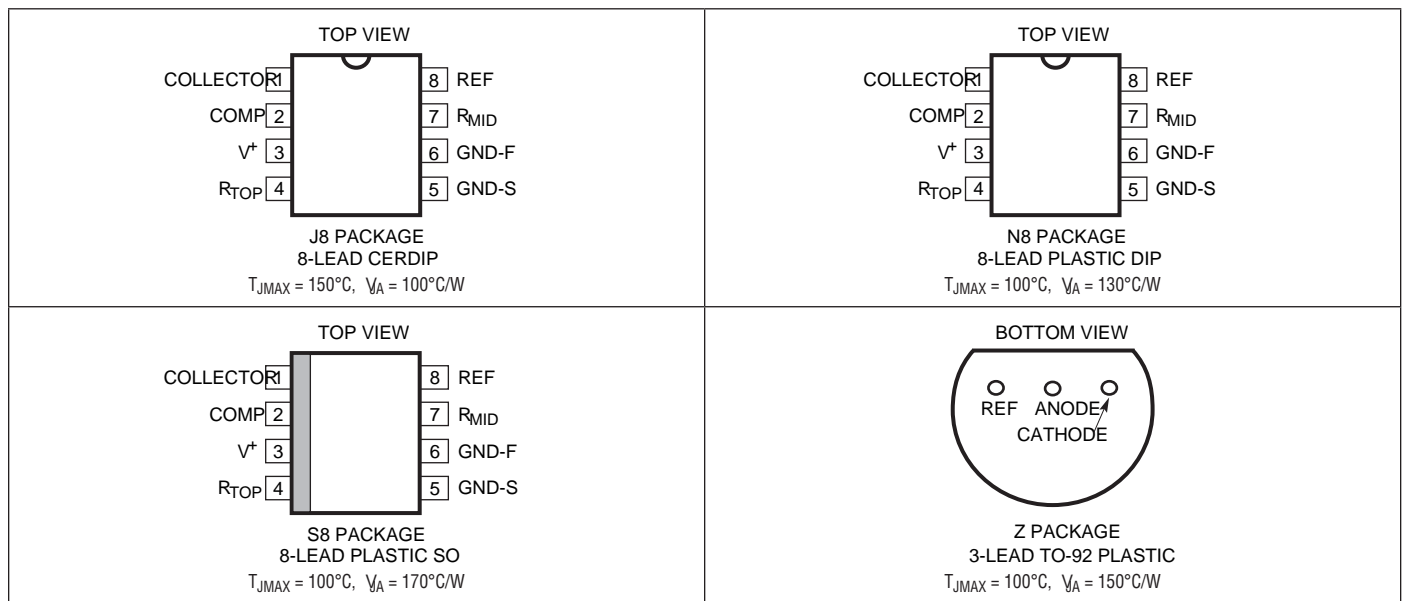 TOP VIEW
COLLECTOR 1
COMP 2
V+ 3
RTOP 4
8 REF
7 RMID
6 GND-F
5 GND-S
J8 PACKAGE
8-LEAD CERDIP
TJMAX = 150°C, VJA = 100°C/W
TOP VIEW
COLLECTOR 1
COMP 2
V+ 3
RTOP 4
8 REF
7 RMID
6 GND-F
5 GND-S
N8 PACKAGE
8-LEAD PLASTIC DIP
TJMAX = 100°C, VJA = 130°C/W
TOP VIEW
COLLECTOR 1
COMP 2
V+ 3
RTOP 4
8 REF
7 RMID
6 GND-F
5 GND-S
S8 PACKAGE
8-LEAD PLASTIC SO
TJMAX = 100°C, VJA = 170°C/W
BOTTOM VIEW
REF ANODE
CATHODE
Z PACKAGE
3-LEAD TO-92 PLASTIC
TJMAX = 100°C, VJA = 150°C/W